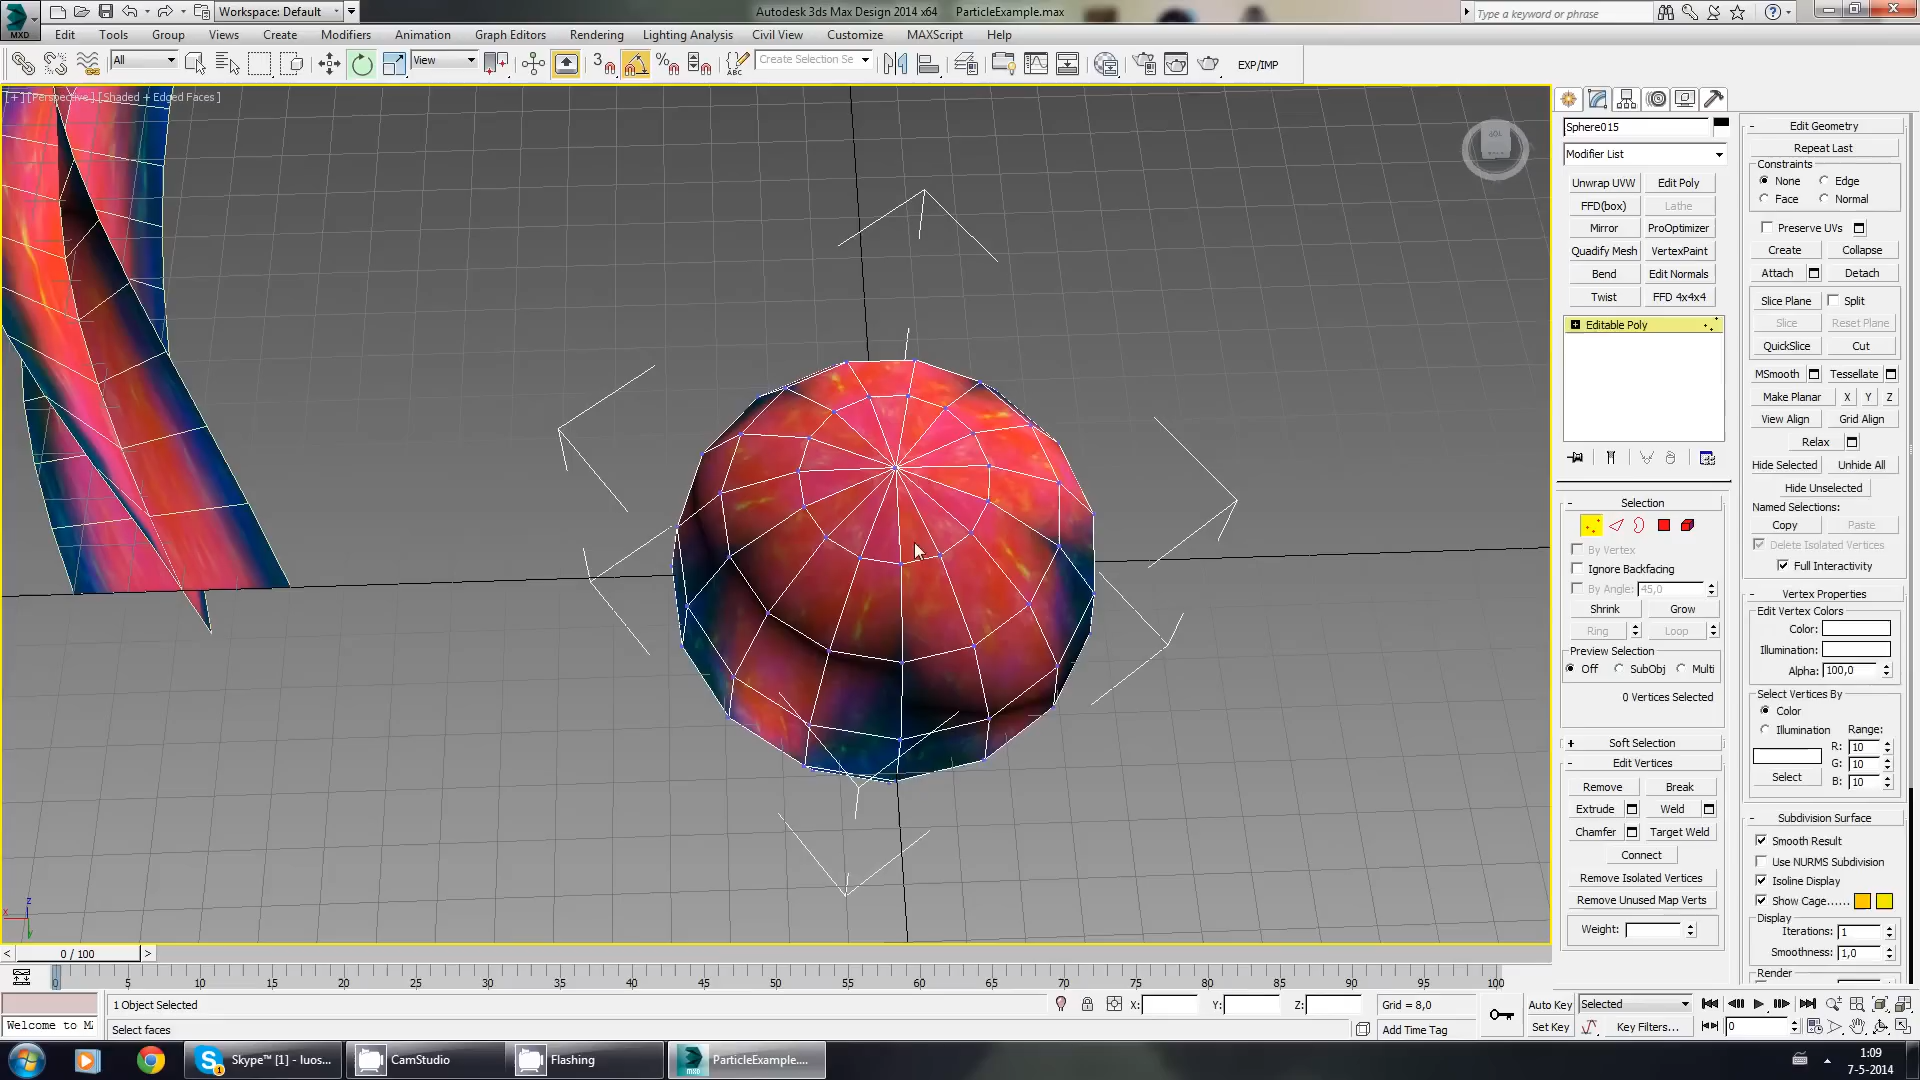 Workspace: Default
Autodesk 3ds Max Design 2014 x64 ParticleExample.max
Type a keyword or phrase
MXD
Edit Tools Group Views Create Modifiers Animation Graph Editors Rendering Lighting Analysis Civil View Customize MAXScript Help
All View 3 ABC Create Selection Se EXP/IMP
[+][Perspective][Shaded + Edged Faces]
TOP
Sphere015
Modifier List
Unwrap UVW Edit Poly
FFD(box) Lathe
Mirror ProOptimizer
Quadify Mesh VertexPaint
Bend Edit Normals
Twist FFD 4x4x4
Editable Poly
- Selection
By Vertex
Ignore Backfacing
By Angle: 45,0
Shrink Grow
Ring Loop
Preview Selection
Off SubObj Multi
0 Vertices Selected
+ Soft Selection
- Edit Vertices
Remove Break
Extrude Weld
Chamfer Target Weld
Connect
Remove Isolated Vertices
Remove Unused Map Verts
Weight:
- Edit Geometry
Repeat Last
Constraints
None Edge
Face Normal
Preserve UVs
Create Collapse
Attach Detach
Slice Plane Split
Slice Reset Plane
QuickSlice Cut
MSmooth Tessellate
Make Planar X Y Z
View Align Grid Align
Relax
Hide Selected Unhide All
Hide Unselected
Named Selections:
Copy Paste
Delete Isolated Vertices
Full Interactivity
- Vertex Properties
Edit Vertex Colors
Color:
Illumination:
Alpha: 100,0
Select Vertices By
Color
Illumination Range:
R: 10
G: 10
Select B: 10
- Subdivision Surface
Smooth Result
Use NURMS Subdivision
Isoline Display
Show Cage......
Display
Iterations: 1
Smoothness: 1,0
Render
z
x
y
< 0 / 100 >
0 5 10 15 20 25 30 35 40 45 50 55 60 65 70 75 80 85 90 95 100
1 Object Selected X: Y: Z: Grid = 8,0 Auto Key Selected
Welcome to Select faces Add Time Tag Set Key Key Filters... 0
Skype™ [1] - luos... CamStudio Flashing ParticleExample....
1:09
7-5-2014